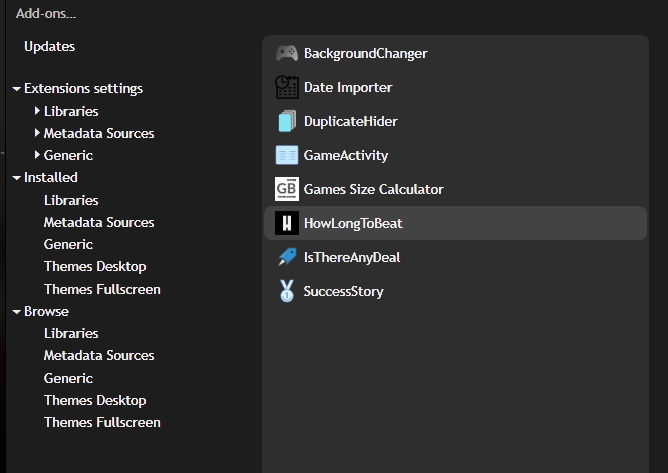 Add-ons...
Updates
Extensions settings
Libraries
Metadata Sources
Generic
Installed
Libraries
Metadata Sources
Generic
Themes Desktop
Themes Fullscreen
Browse
Libraries
Metadata Sources
Generic
Themes Desktop
Themes Fullscreen
BackgroundChanger
Date Importer
DuplicateHider
GameActivity
GB Games Size Calculator
H HowLongToBeat
IsThereAnyDeal
1 SuccessStory